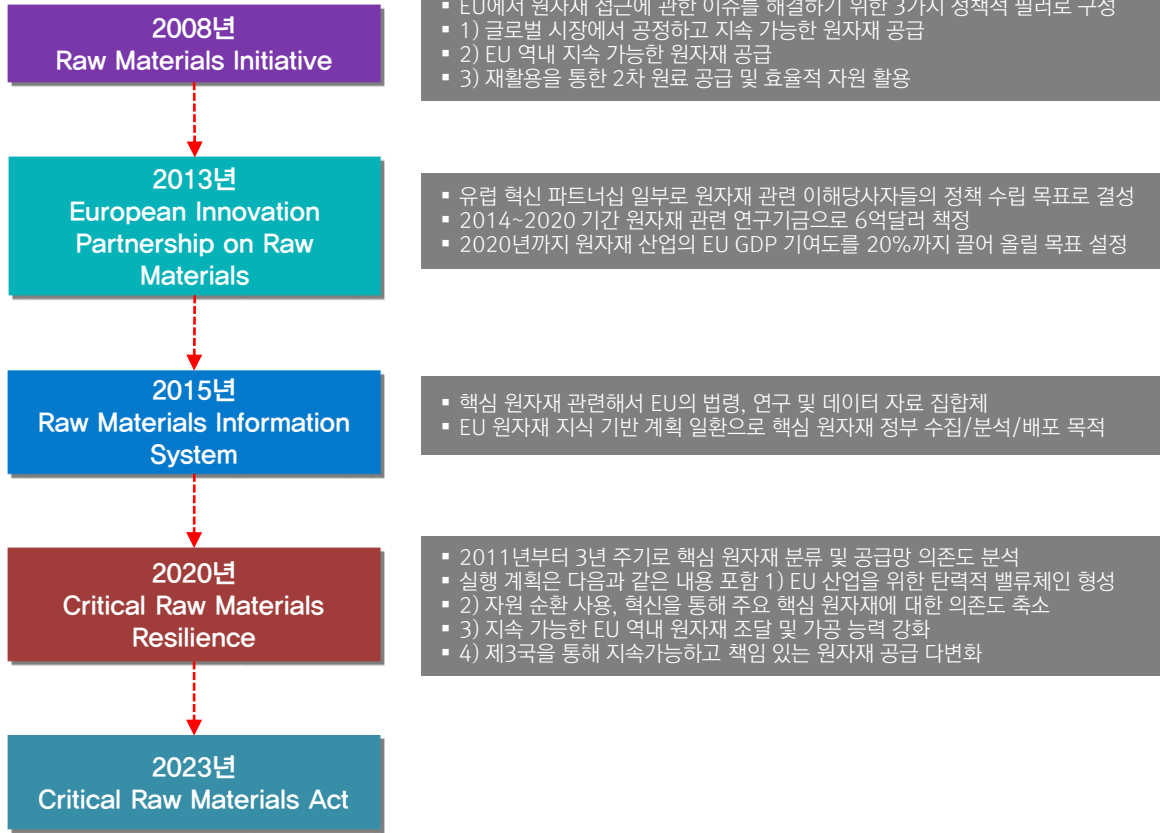 2008년
Raw Materials Initiative
▪ EU에서 원자재 접근에 관한 이슈를 해결하기 위한 3가지 정책적 필러로 구성
▪ 1) 글로벌 시장에서 공정하고 지속 가능한 원자재 공급
▪ 2) EU 역내 지속 가능한 원자재 공급
▪ 3) 재활용을 통한 2차 원료 공급 및 효율적 자원 활용
2013년
European Innovation
Partnership on Raw
Materials
▪ 유럽 혁신 파트너십 일부로 원자재 관련 이해당사자들의 정책 수립 목표로 결성
▪ 2014~2020 기간 원자재 관련 연구기금으로 6억달러 책정
▪ 2020년까지 원자재 산업의 EU GDP 기여도를 20%까지 끌어 올릴 목표 설정
2015년
Raw Materials Information
System
▪ 핵심 원자재 관련해서 EU의 법령, 연구 및 데이터 자료 집합체
▪ EU 원자재 지식 기반 계획 일환으로 핵심 원자재 정부 수집/분석/배포 목적
2020년
Critical Raw Materials
Resilience
▪ 2011년부터 3년 주기로 핵심 원자재 분류 및 공급망 의존도 분석
▪ 실행 계획은 다음과 같은 내용 포함 1) EU 산업을 위한 탄력적 밸류체인 형성
▪ 2) 자원 순환 사용, 혁신을 통해 주요 핵심 원자재에 대한 의존도 축소
▪ 3) 지속 가능한 EU 역내 원자재 조달 및 가공 능력 강화
▪ 4) 제3국을 통해 지속가능하고 책임 있는 원자재 공급 다변화
2023년
Critical Raw Materials Act